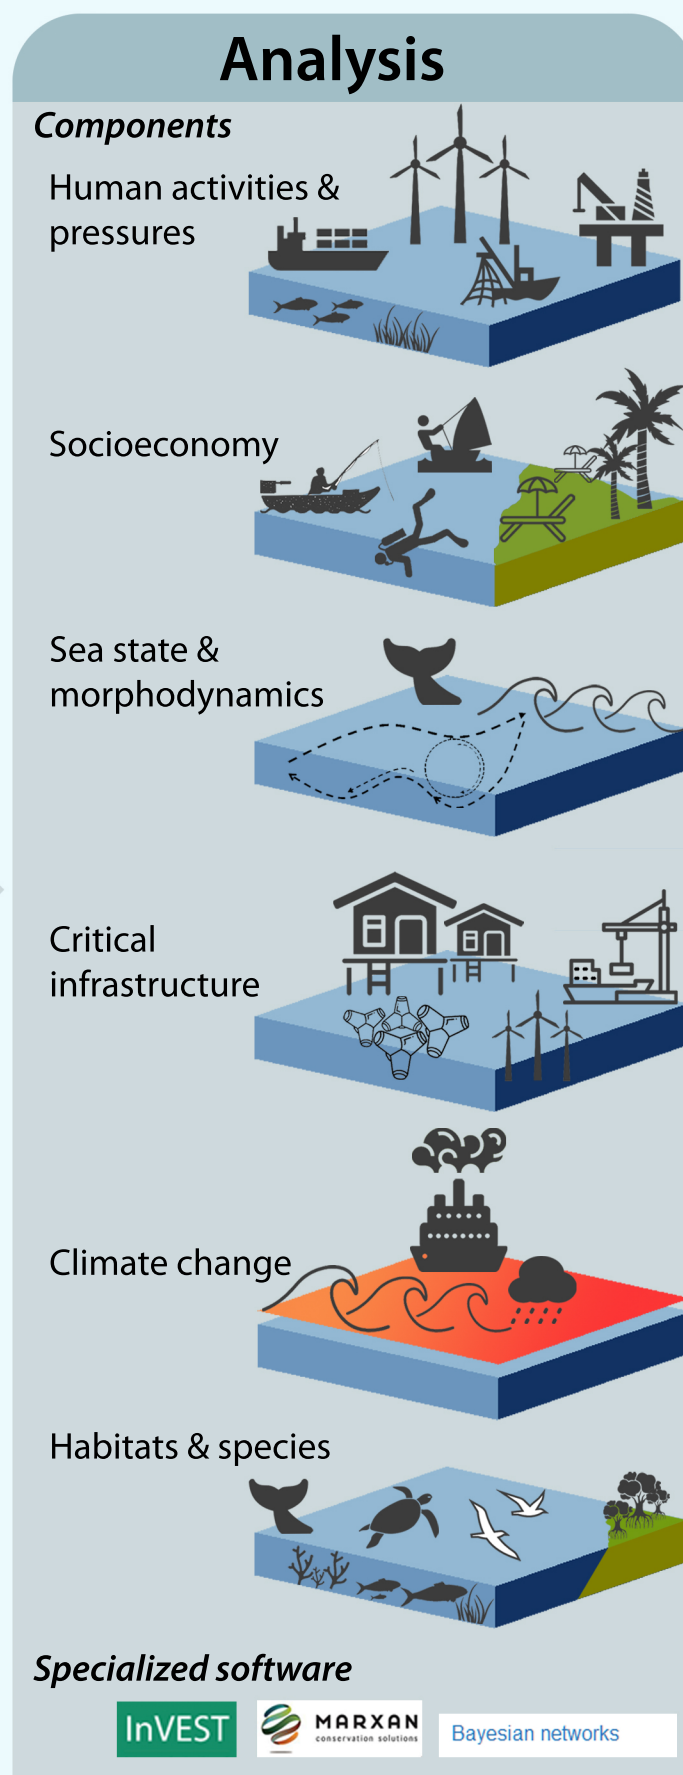 Analysis
Components
Human activities &
pressures
Socioeconomy
Sea state &
morphodynamics
Critical
infrastructure
Climate change
Habitats & species
Specialized software
InVEST
MARXAN
conservation solutions
Bayesian networks